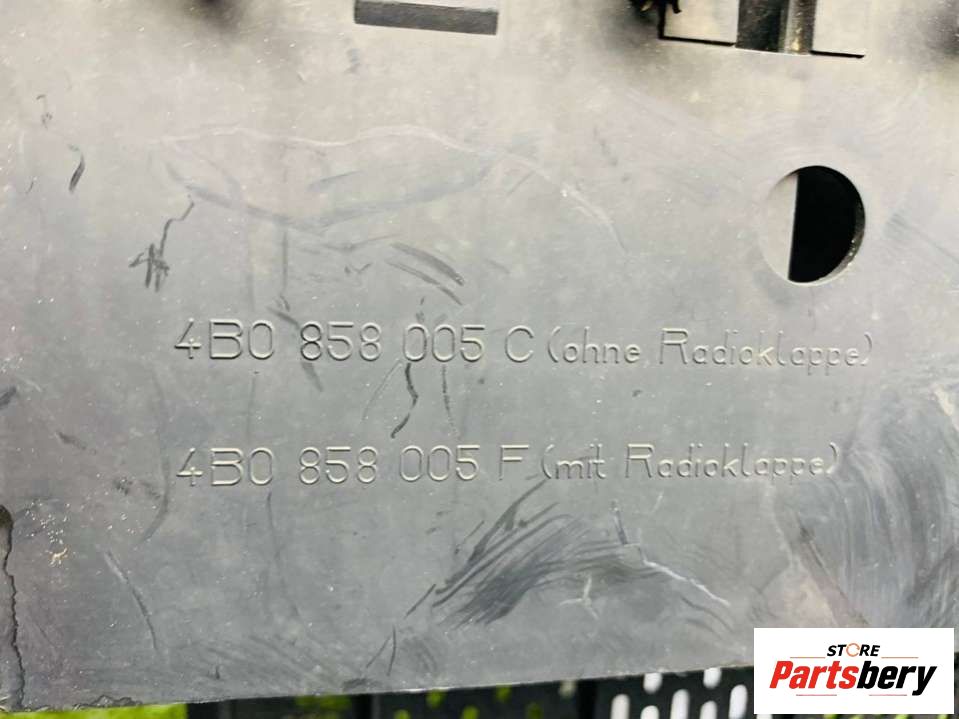 4B0 858 005 C (ohne Radioklappe)
4B0 858 005 F (mit Radioklappe)
STORE
Partsbery